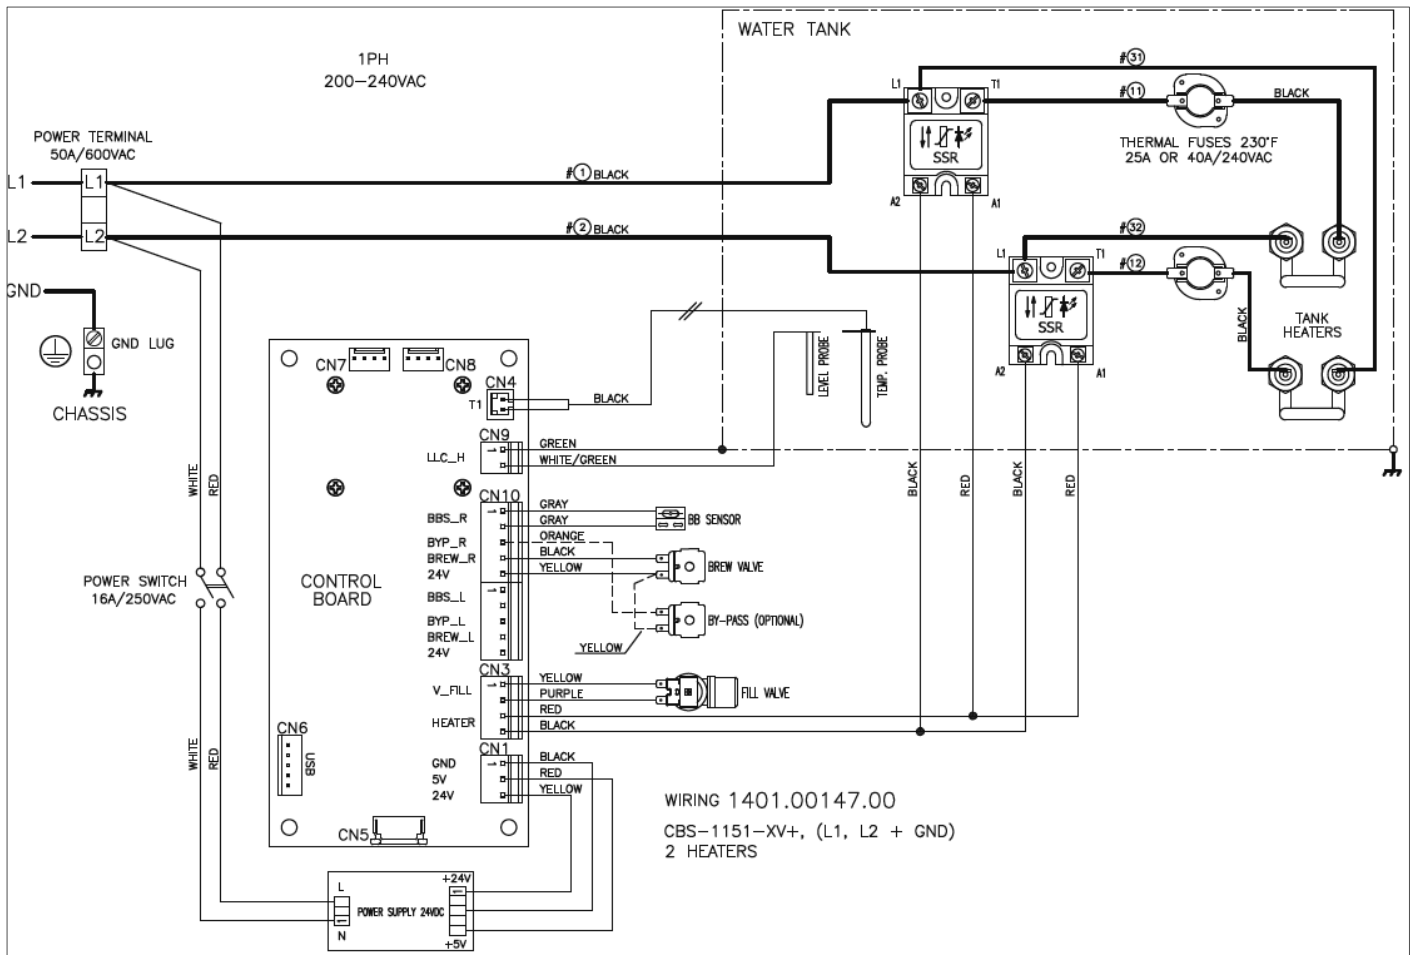 WATER TANK
1PH
200-240VAC
POWER TERMINAL
50A/600VAC
L1
L1
L2
L2
GND
GND LUG
CHASSIS
#1 BLACK
#2 BLACK
#31
#11
BLACK
L1
T1
SSR
A2
A1
THERMAL FUSES 230°F
25A OR 40A/240VAC
#32
#12
L1
T1
SSR
A2
A1
BLACK
TANK
HEATERS
LEVEL PROBE
TEMP. PROBE
BLACK
RED
BLACK
RED
WHITE
RED
POWER SWITCH
16A/250VAC
WHITE
RED
CONTROL
BOARD
CN7
CN8
CN4
T1
BLACK
CN9
LLC_H
GREEN
WHITE/GREEN
CN10
BBS_R
GRAY
GRAY
BB SENSOR
BYP_R
ORANGE
BREW_R
BLACK
24V
YELLOW
BREW VALVE
BBS_L
BYP_L
BREW_L
24V
BY-PASS (OPTIONAL)
YELLOW
CN3
V_FILL
YELLOW
PURPLE
FILL VALVE
HEATER
RED
BLACK
CN6
USB
CN1
GND
BLACK
5V
RED
24V
YELLOW
CN5
L
N
POWER SUPPLY 24VDC
+24V
+5V
WIRING 1401.00147.00
CBS-1151-XV+, (L1, L2 + GND)
2 HEATERS